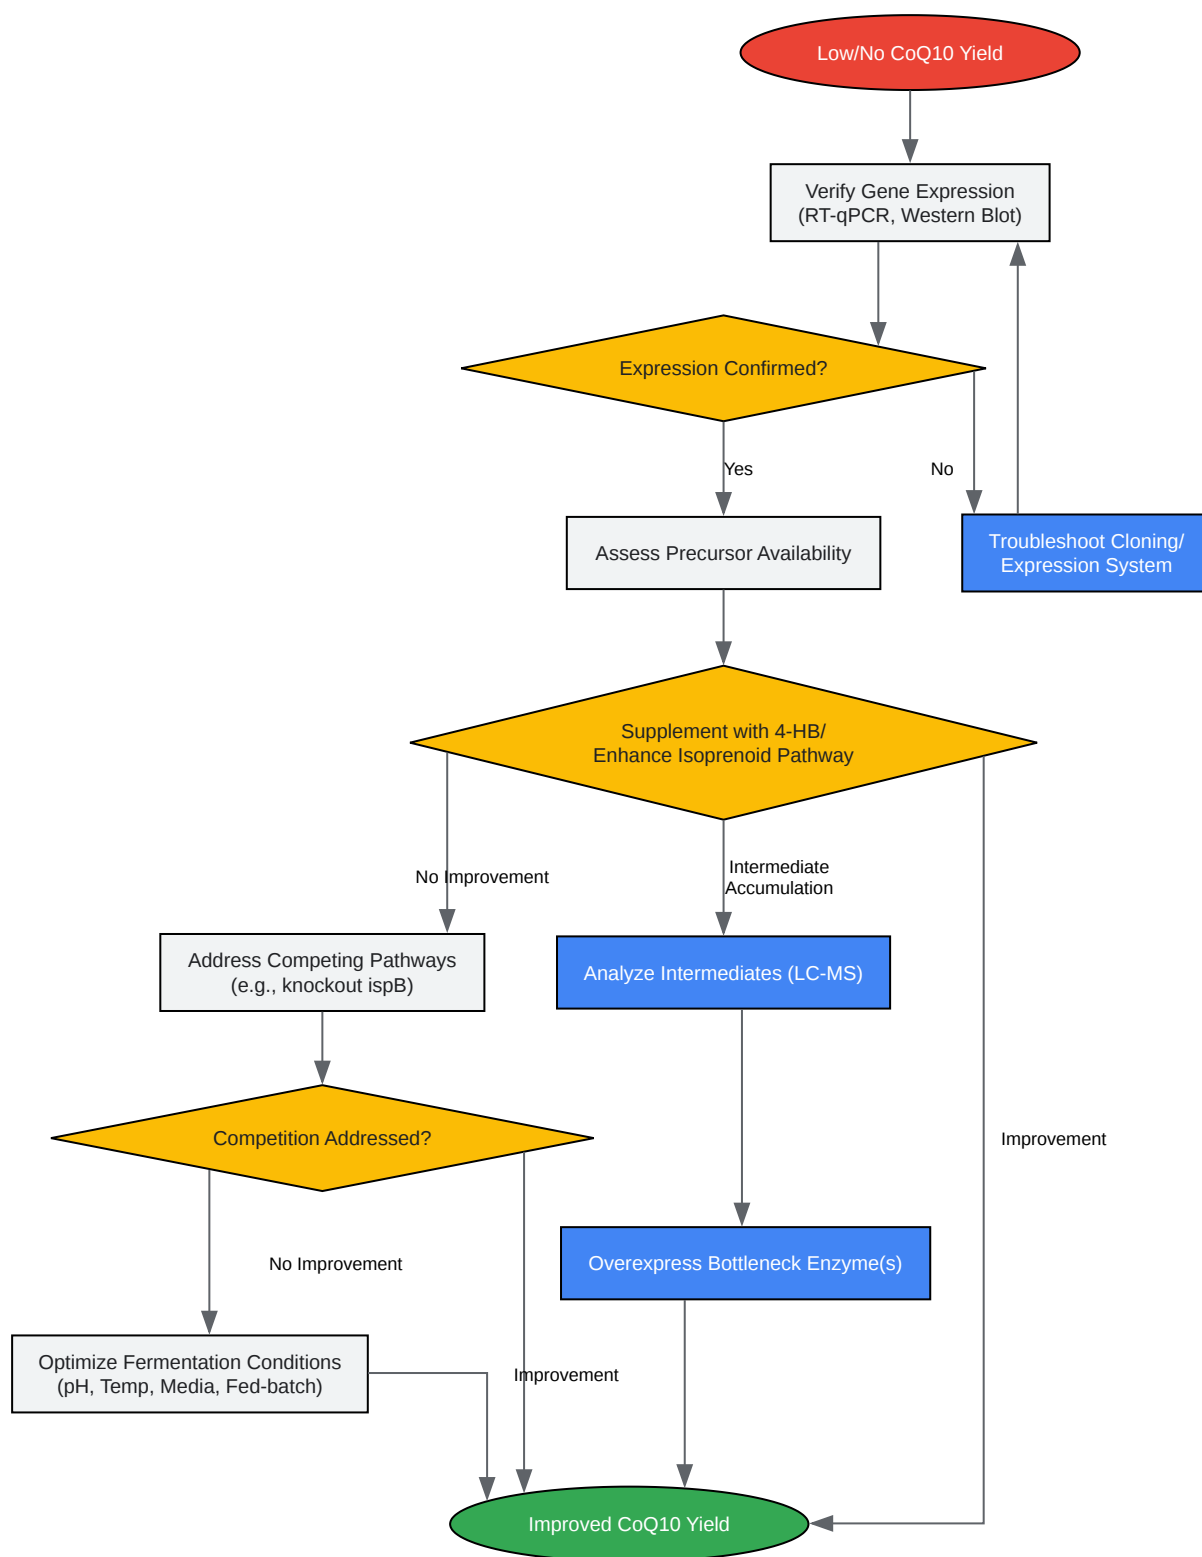 Low/No CoQ10 Yield
Verify Gene Expression
(RT-qPCR, Western Blot)
Expression Confirmed?
Yes
No
Troubleshoot Cloning/
Expression System
Assess Precursor Availability
Supplement with 4-HB/
Enhance Isoprenoid Pathway
No Improvement
Intermediate
Accumulation
Address Competing Pathways
(e.g., knockout ispB)
Analyze Intermediates (LC-MS)
Competition Addressed?
Improvement
Overexpress Bottleneck Enzyme(s)
No Improvement
Optimize Fermentation Conditions
(pH, Temp, Media, Fed-batch)
Improvement
Improved CoQ10 Yield